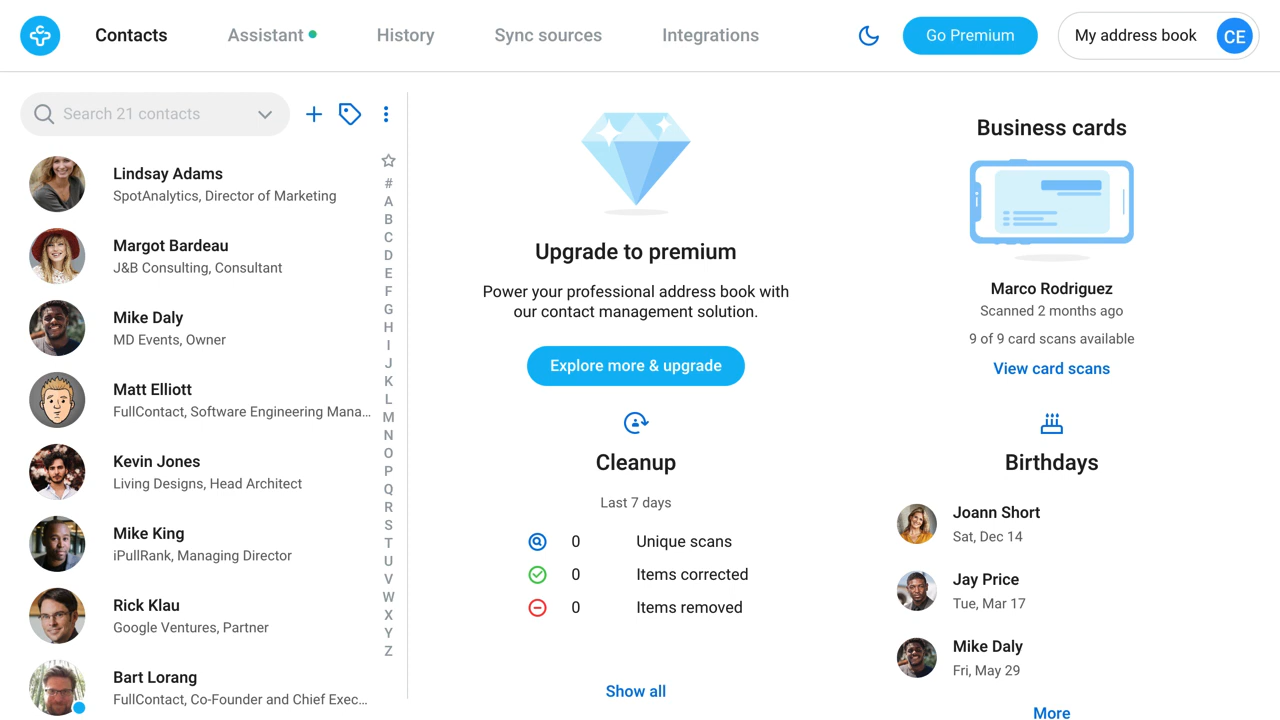 Contacts
Assistant
History
Sync sources
Integrations
Go Premium
My address book
CE
Search 21 contacts
Lindsay Adams
SpotAnalytics, Director of Marketing
Margot Bardeau
J&B Consulting, Consultant
Mike Daly
MD Events, Owner
Matt Elliott
FullContact, Software Engineering Mana...
Kevin Jones
Living Designs, Head Architect
Mike King
iPullRank, Managing Director
Rick Klau
Google Ventures, Partner
Bart Lorang
FullContact, Co-Founder and Chief Exec...
#
A
B
C
D
E
F
G
H
I
J
K
L
M
N
O
P
Q
R
S
T
U
V
W
X
Y
Z
Upgrade to premium
Power your professional address book with
our contact management solution.
Explore more & upgrade
Cleanup
Last 7 days
0 Unique scans
0 Items corrected
0 Items removed
Show all
Business cards
Marco Rodriguez
Scanned 2 months ago
9 of 9 card scans available
View card scans
Birthdays
Joann Short
Sat, Dec 14
Jay Price
Tue, Mar 17
Mike Daly
Fri, May 29
More